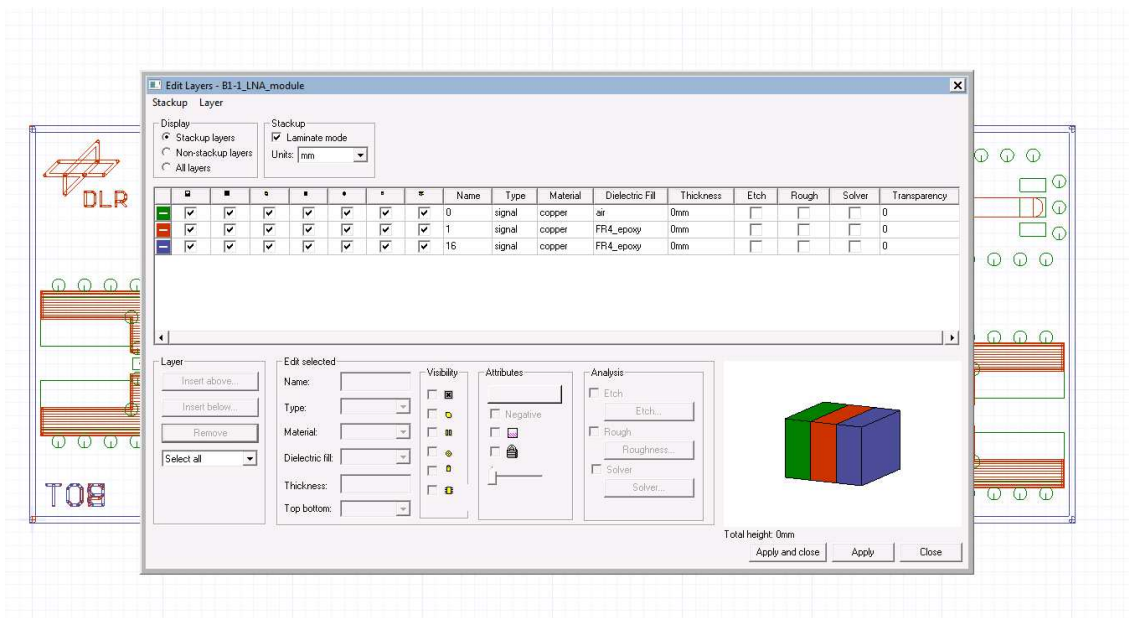 Edit Layers - B1-1_LNA_module
Stackup Layer
Display
Stackup layers
Non-stackup layers
All layers
Stackup
Laminate mode
Units: mm
DLR
Name Type Material Dielectric Fill Thickness Etch Rough Solver Transparency
0 signal copper air 0mm 0
1 signal copper FR4_epoxy 0mm 0
16 signal copper FR4_epoxy 0mm 0
Layer
Insert above...
Insert below...
Remove
Select all
Edit selected
Name:
Type:
Material:
Dielectric fill:
Thickness:
Top bottom:
Visibility
Attributes
Negative
Analysis
Etch
Etch...
Rough
Roughness...
Solver
Solver...
Total height: 0mm
Apply and close Apply Close